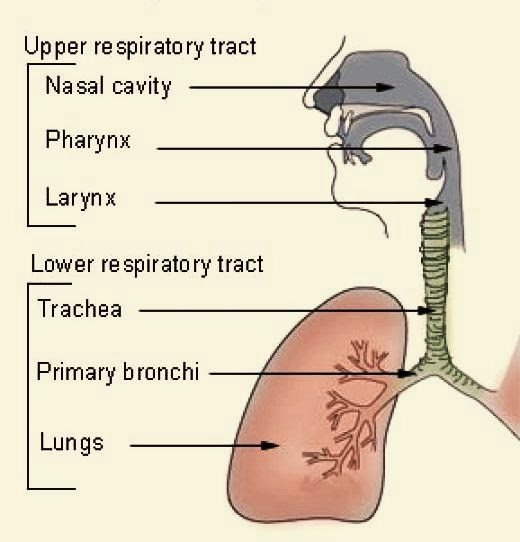 Upper respiratory tract
Nasal cavity
Pharynx
Larynx
Lower respiratory tract
Trachea
Primary bronchi
Lungs